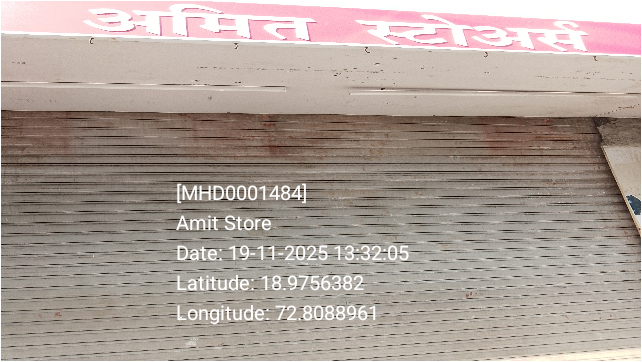 अमित स्टोअर्स
[MHD0001484]
Amit Store
Date: 19-11-2025 13:32:05
Latitude: 18.9756382
Longitude: 72.8088961